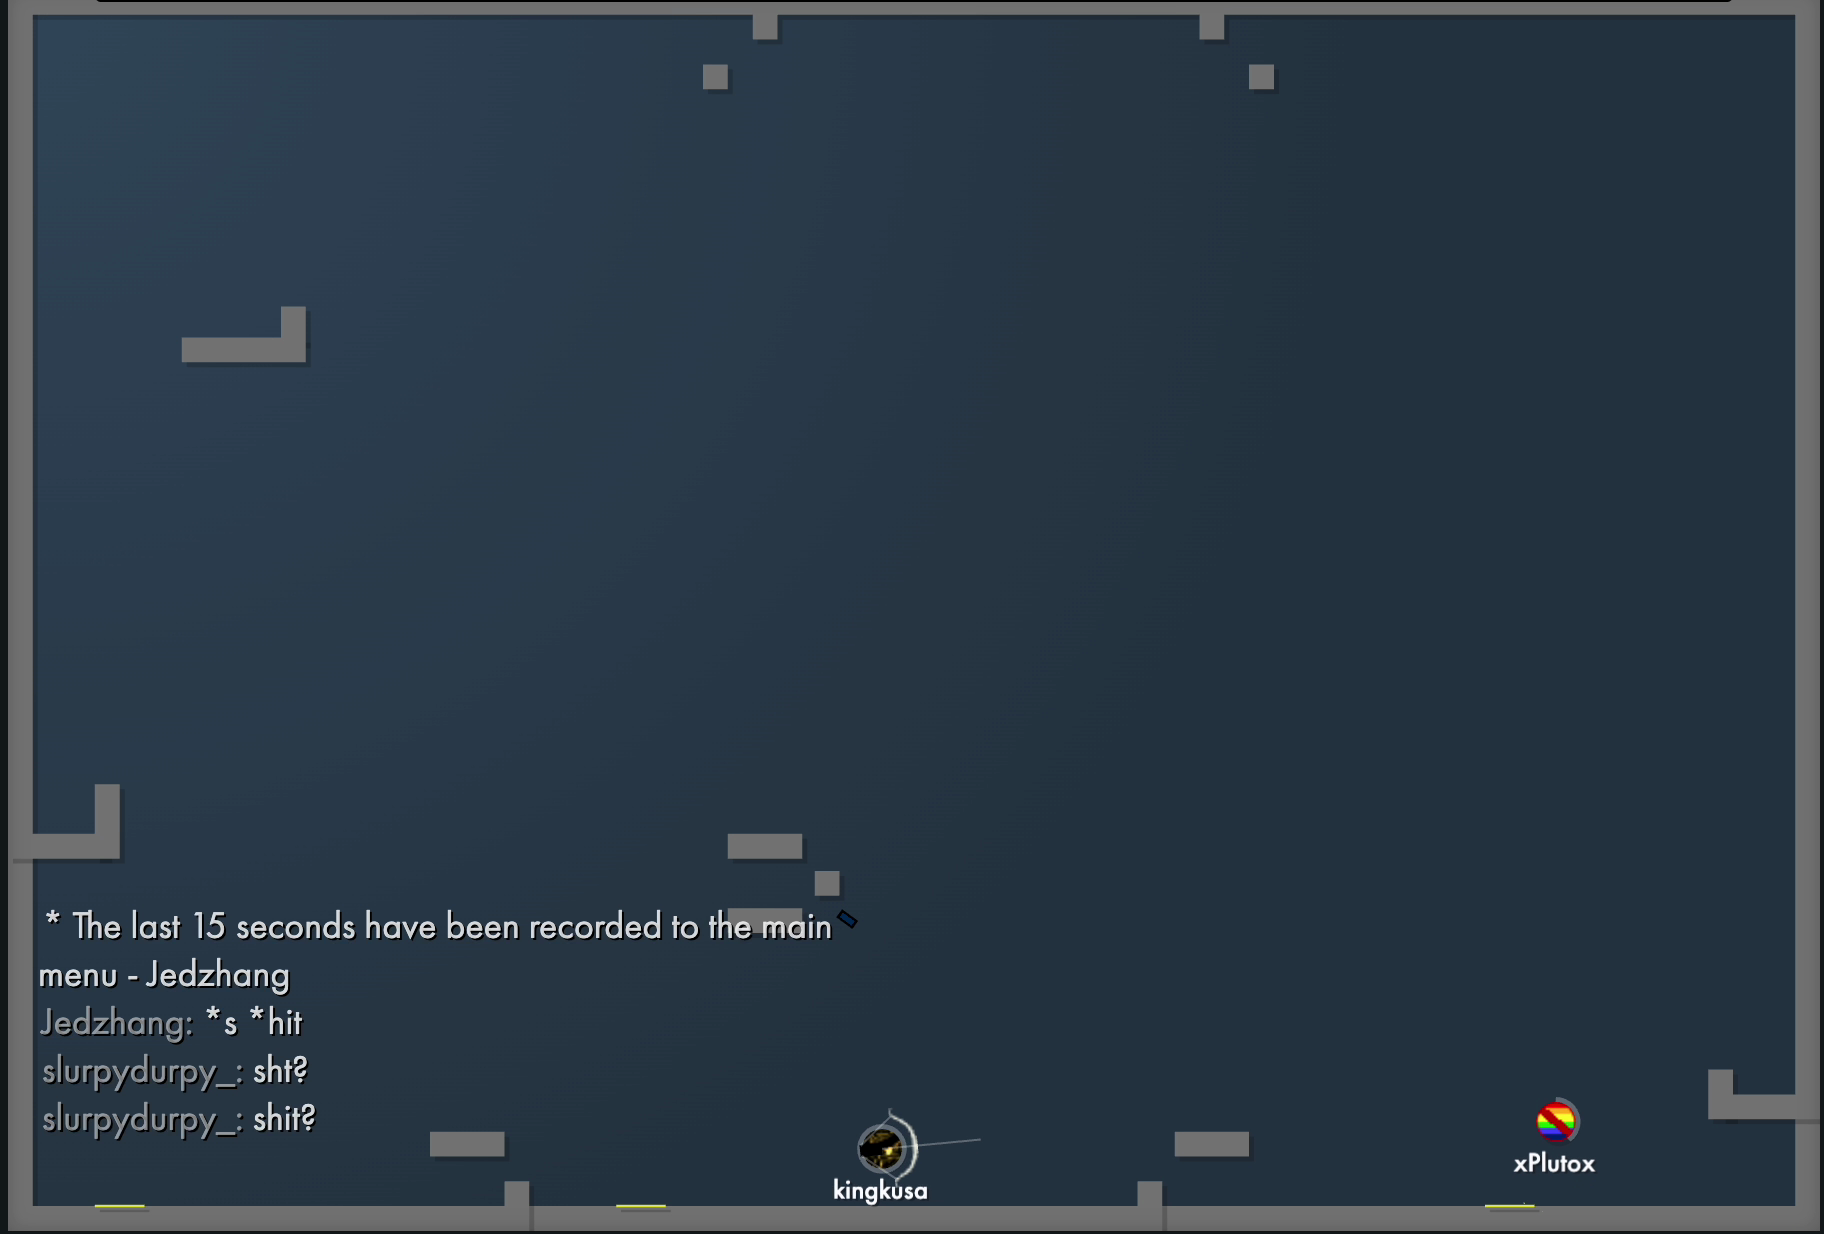 * The last 15 seconds have been recorded to the main
menu - Jedzhang
Jedzhang: *s *hit
slurpydurpy_: sht?
slurpydurpy_: shit?
xPlutox
kingkusa